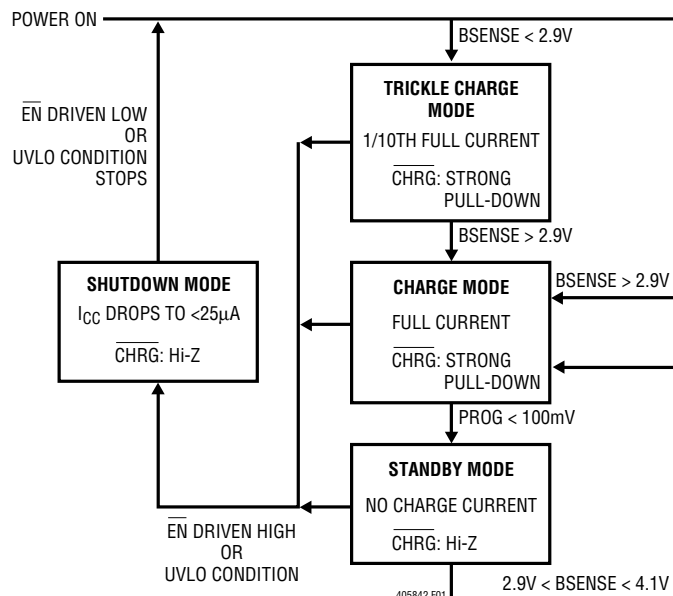 POWER ON
BSENSE < 2.9V
TRICKLE CHARGE
MODE
1/10TH FULL CURRENT
CHRG: STRONG
PULL-DOWN
EN DRIVEN LOW
OR
UVLO CONDITION
STOPS
BSENSE > 2.9V
SHUTDOWN MODE
ICC DROPS TO <25µA
CHRG: Hi-Z
CHARGE MODE
FULL CURRENT
CHRG: STRONG
PULL-DOWN
BSENSE > 2.9V
PROG < 100mV
STANDBY MODE
NO CHARGE CURRENT
CHRG: Hi-Z
EN DRIVEN HIGH
OR
UVLO CONDITION
2.9V < BSENSE < 4.1V
405842 F01